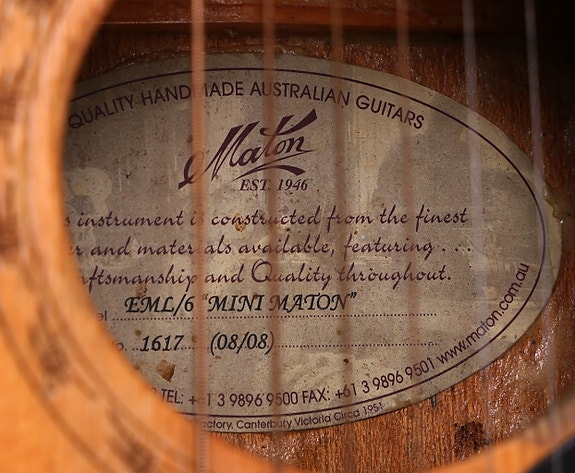 QUALITY HANDMADE AUSTRALIAN GUITARS
Maton
EST. 1946
instrument is constructed from the finest
and materials available, featuring . . .
and Quality throughout.
EML/6 "MINI MATON"
1617 (08/08)
TEL: +61 3 9896 9500 FAX: +61 3 9896 9501 www.maton.com.au
Canterbury Victoria Circa 1951